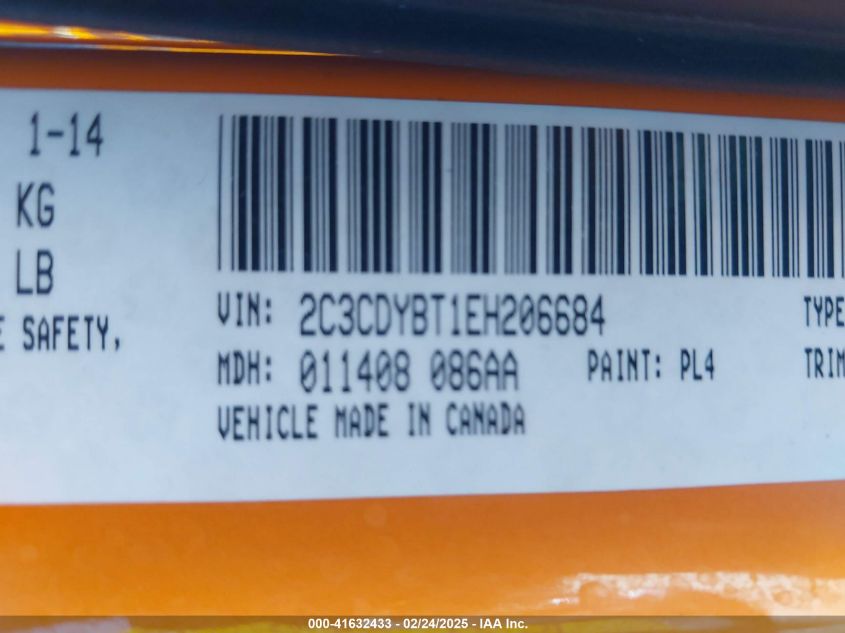 1-14
KG
LB
E SAFETY,
VIN: 2C3CDYBT1EH206684
TYPE
MDH: 011408 086AA
PAINT: PL4
TRIM
VEHICLE MADE IN CANADA
000-41632433 - 02/24/2025 - IAA Inc.